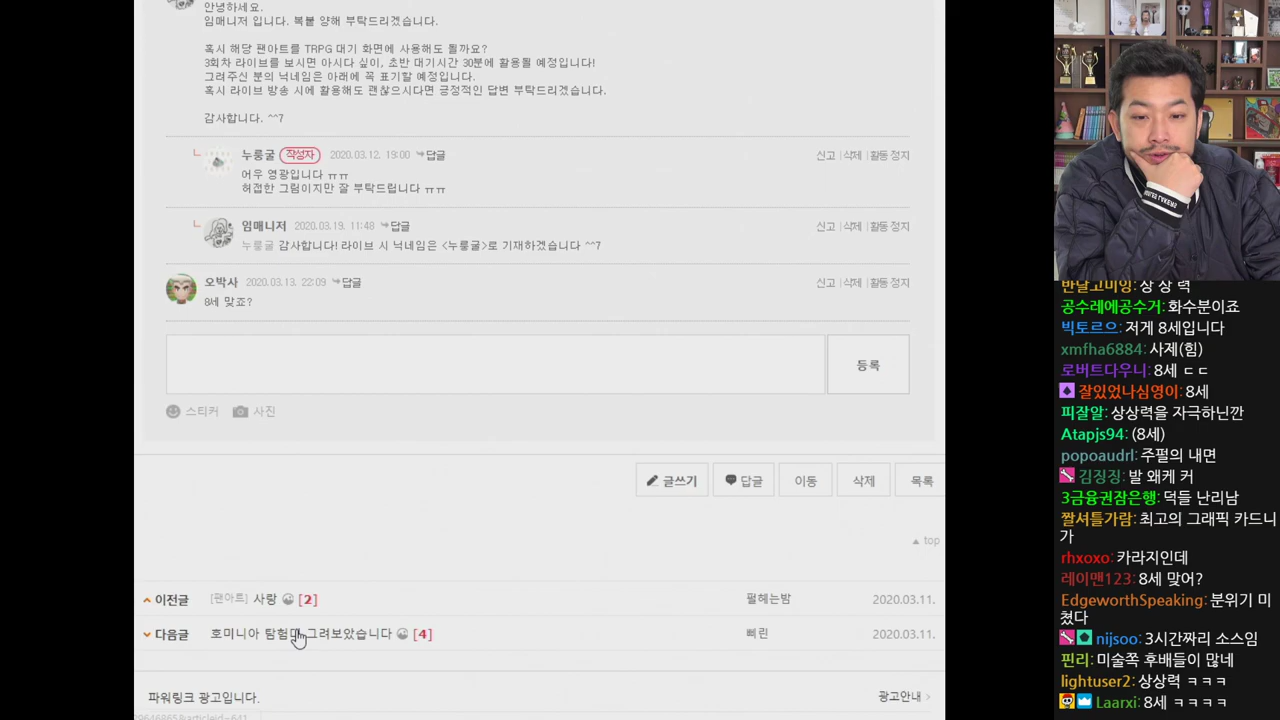 안녕하세요.
임매니저 입니다. 복붙 양해 부탁드리겠습니다.
혹시 해당 팬아트를 TRPG 대기 화면에 사용해도 될까요?
3회차 라이브를 보시면 아시다 싶이, 초반 대기시간 30분에 활용될 예정입니다!
그려주신 분의 닉네임은 아래에 꼭 표기할 예정입니다.
혹시 라이브 방송 시에 활용해도 괜찮으시다면 긍정적인 답변 부탁드리겠습니다.
감사합니다. ^^7
누룽굴 작성자 2020.03.12. 19:00 답글 신고 | 삭제 | 활동정지
어우 영광입니다 ㅠㅠ
허접한 그림이지만 잘 부탁드립니다 ㅠㅠ
임매니저 2020.03.19. 11:48 답글 신고 | 삭제 | 활동정지
누룽굴 감사합니다! 라이브 시 닉네임은 <누룽굴>로 기재하겠습니다 ^^7
오박사 2020.03.13. 22:09 답글 신고 | 삭제 | 활동정지
8세 맞죠?
등록
스티커 사진
글쓰기 답글 이동 삭제 목록
top
이전글 [팬아트] 사랑 [2] 펄헤는밤 2020.03.11.
다음글 호미니아 탐험 그려보았습니다 [4] 삐린 2020.03.11.
파워링크 광고입니다. 광고안내
반달고미잉: 상 상 력
공수레에공수거: 화수분이죠
빅토르으: 저게 8세입니다
xmfha6884: 사제(힘)
로버트다우니: 8세 ㄷㄷ
잘있었나심영이: 8세
피잘알: 상상력을 자극하닌깐
Atapjs94: (8세)
popoaudrl: 주펄의 내면
김징징: 발 왜케 커
3금융권잠은행: 덕들 난리남
짤셔틀가람: 최고의 그래픽 카드니
가
rhxoxo: 카라지인데
레이맨123: 8세 맞어?
EdgeworthSpeaking: 분위기 미
쳤다
nijsoo: 3시간짜리 소스임
핀리: 미술쪽 후배들이 많네
lightuser2: 상상력 ㅋㅋㅋ
Laarxi: 8세 ㅋㅋㅋㅋ